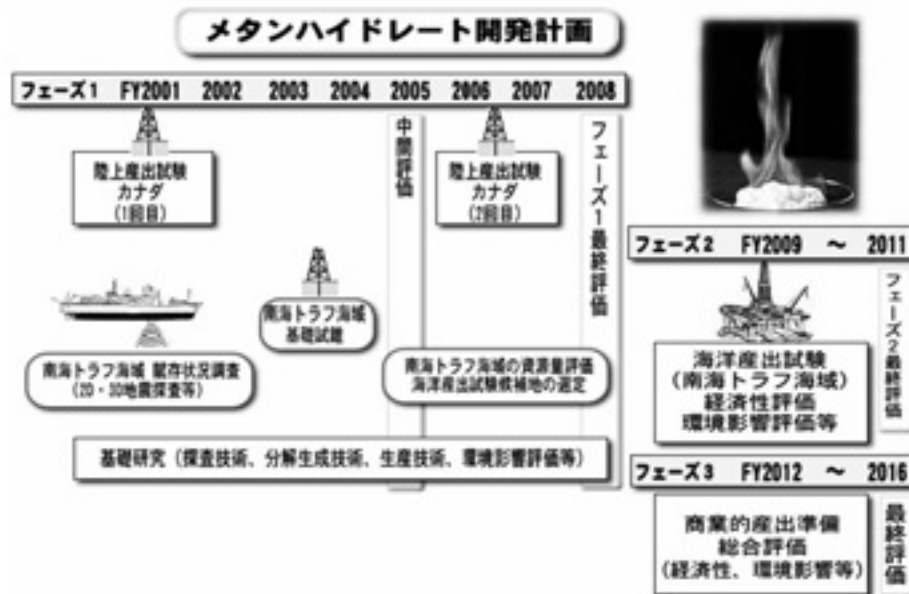 メタンハイドレート開発計画
フェーズ1 FY2001 2002 2003 2004 2005 2006 2007 2008
陸上産出試験
カナダ
(1回目)
中間評価
陸上産出試験
カナダ
(2回目)
フェーズ1最終評価
南海トラフ海域
基礎試錐
南海トラフ海域 賦存状況調査
(2D・3D地震探査等)
南海トラフ海域の資源量評価
海洋産出試験候補地の選定
基礎研究(探査技術、分解生成技術、生産技術、環境影響評価等)
フェーズ2 FY2009 ~ 2011
海洋産出試験
(南海トラフ海域)
経済性評価
環境影響評価等
フェーズ2最終評価
フェーズ3 FY2012 ~ 2016
商業的産出準備
総合評価
(経済性、環境影響等)
最終評価